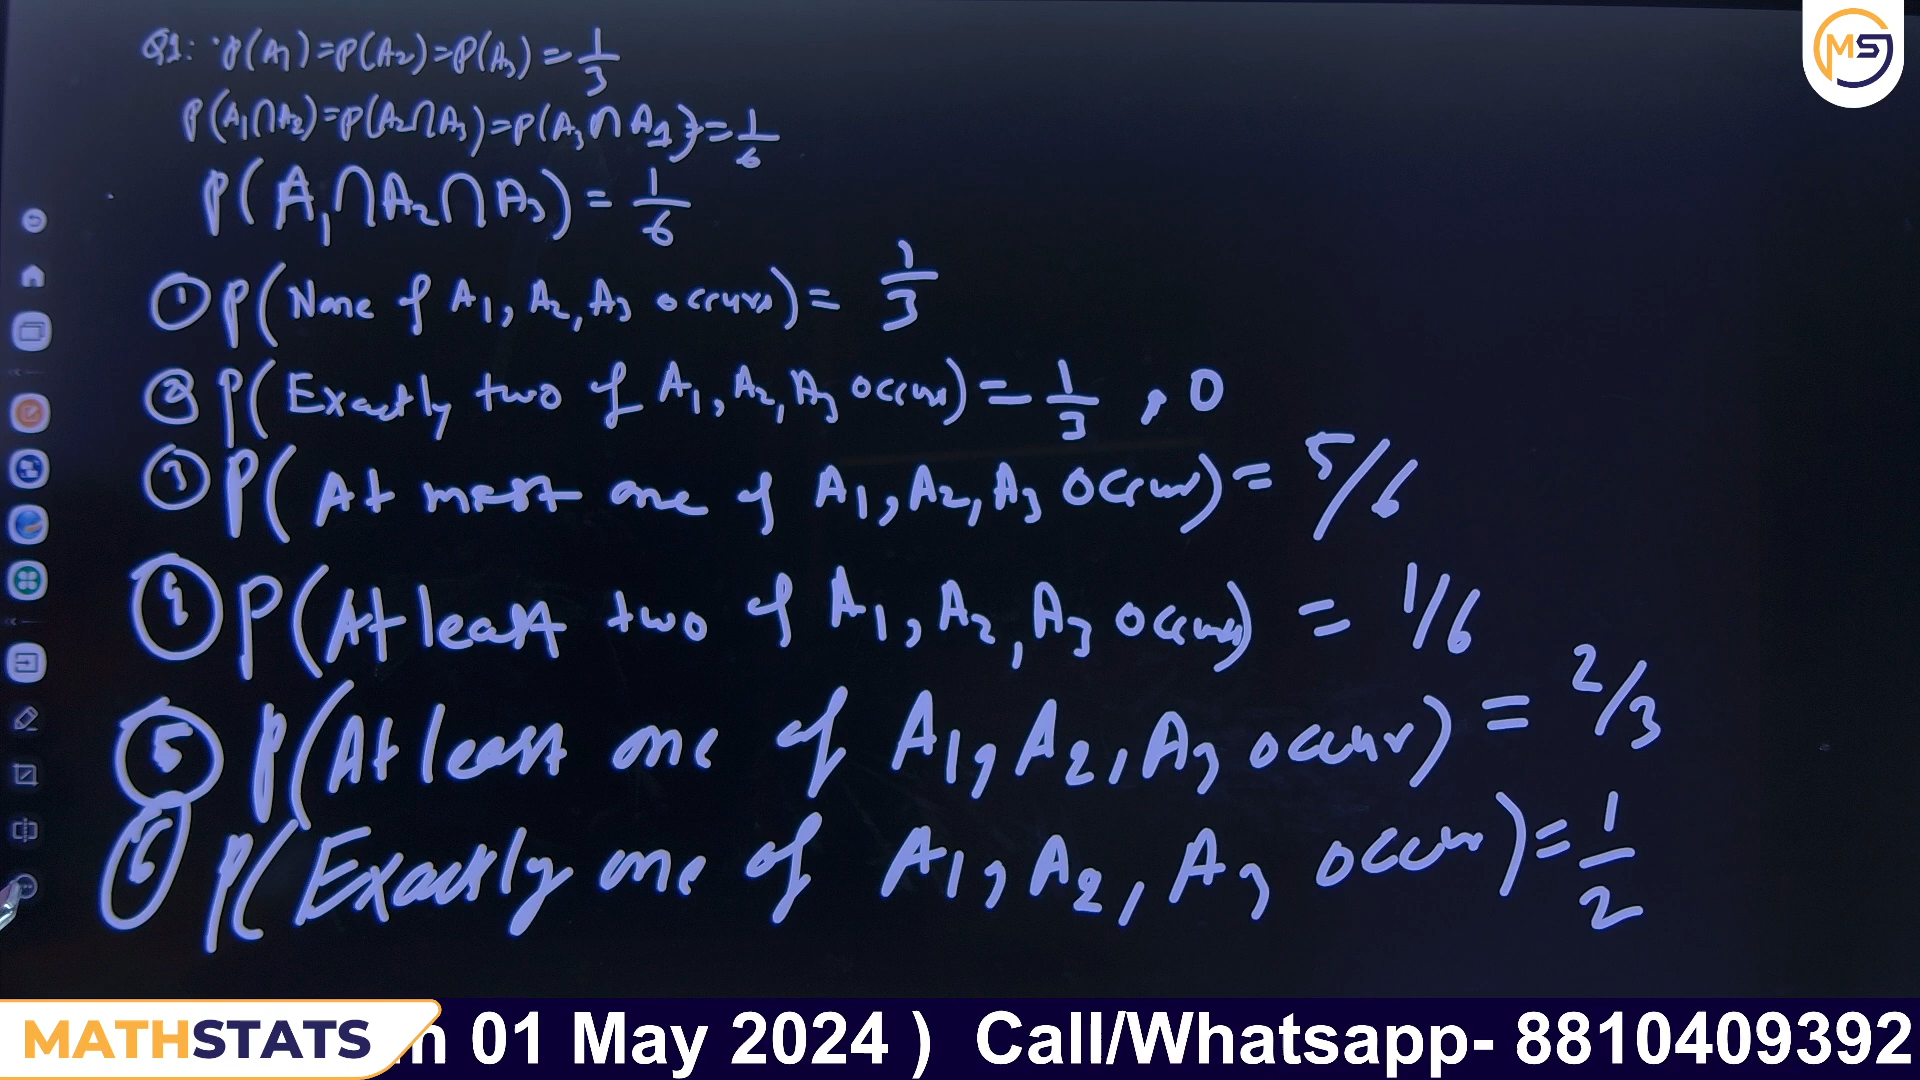 MS
Q1: P(A1)=P(A2)=P(A3)=1/3
P(A1∩A2)=P(A2∩A3)=P(A3∩A1)=1/6
P(A1∩A2∩A3)=1/6
① P(None of A1, A2, A3 occurs)= 1/3
② P(Exactly two of A1, A2, A3 occurs)=1/3, 0
③ P(At most one of A1, A2, A3 occur)= 5/6
④ P(At least two of A1, A2, A3 occurs) = 1/6
⑤ P(At least one of A1, A2, A3 occur) = 2/3
⑥ P(Exactly one of A1, A2, A3 occur)=1/2
MATHSTATS
n 01 May 2024 ) Call/Whatsapp- 8810409392